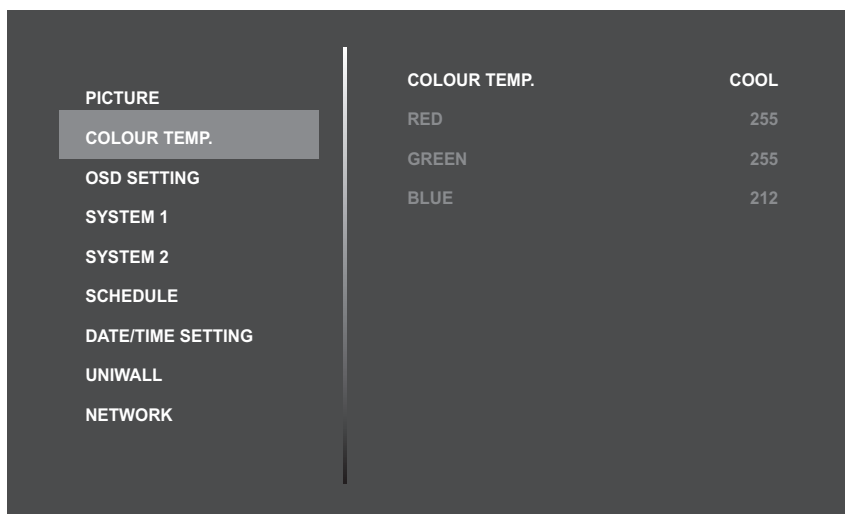 PICTURE
COLOUR TEMP.
OSD SETTING
SYSTEM 1
SYSTEM 2
SCHEDULE
DATE/TIME SETTING
UNIWALL
NETWORK
COLOUR TEMP. COOL
RED 255
GREEN 255
BLUE 212